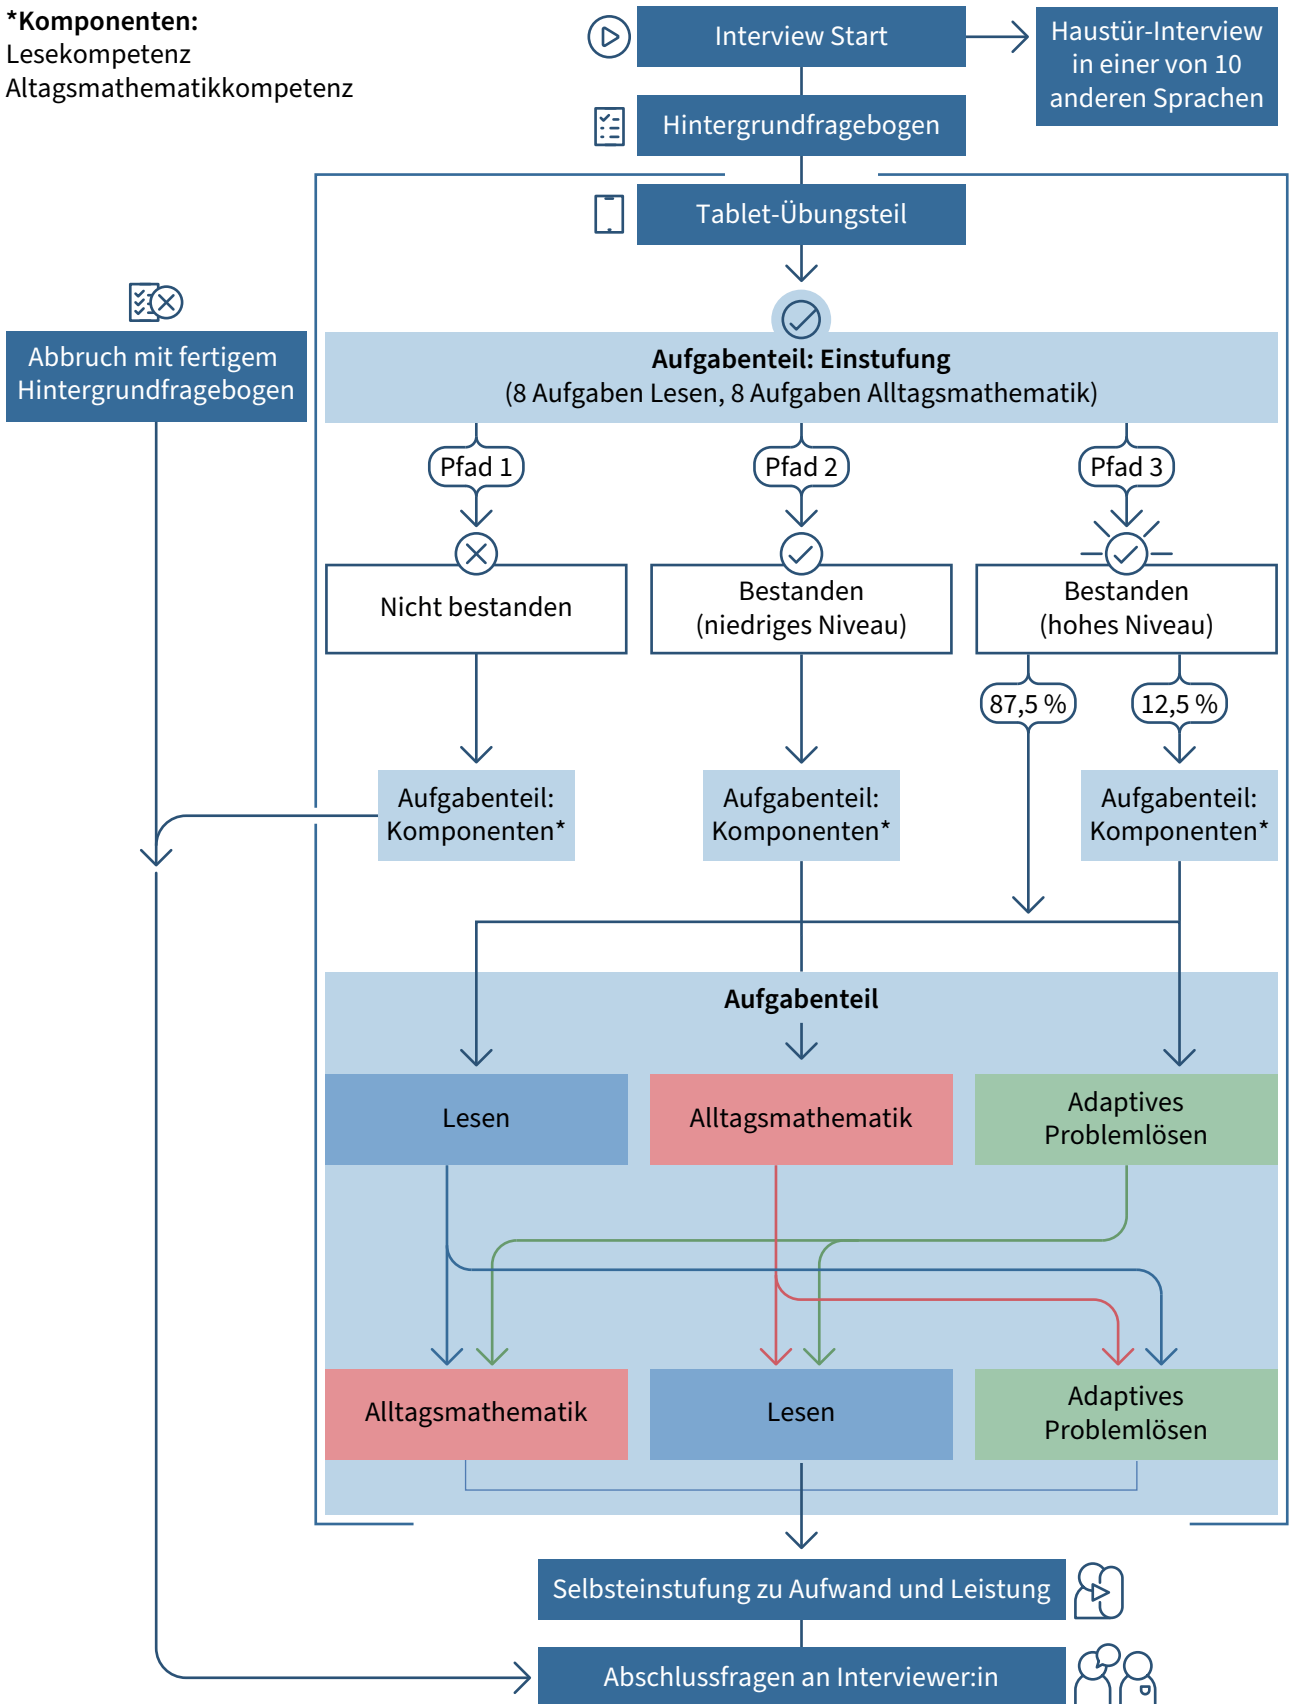 *Komponenten:
Lesekompetenz
Altagsmathematikkompetenz
Interview Start
Haustür-Interview
in einer von 10
anderen Sprachen
Hintergrundfragebogen
Tablet-Übungsteil
Abbruch mit fertigem
Hintergrundfragebogen
Aufgabenteil: Einstufung
(8 Aufgaben Lesen, 8 Aufgaben Alltagsmathematik)
Pfad 1
Pfad 2
Pfad 3
Nicht bestanden
Bestanden
(niedriges Niveau)
Bestanden
(hohes Niveau)
87,5 %
12,5 %
Aufgabenteil:
Komponenten*
Aufgabenteil:
Komponenten*
Aufgabenteil:
Komponenten*
Aufgabenteil
Lesen
Alltagsmathematik
Adaptives
Problemlösen
Alltagsmathematik
Lesen
Adaptives
Problemlösen
Selbsteinstufung zu Aufwand und Leistung
Abschlussfragen an Interviewer:in